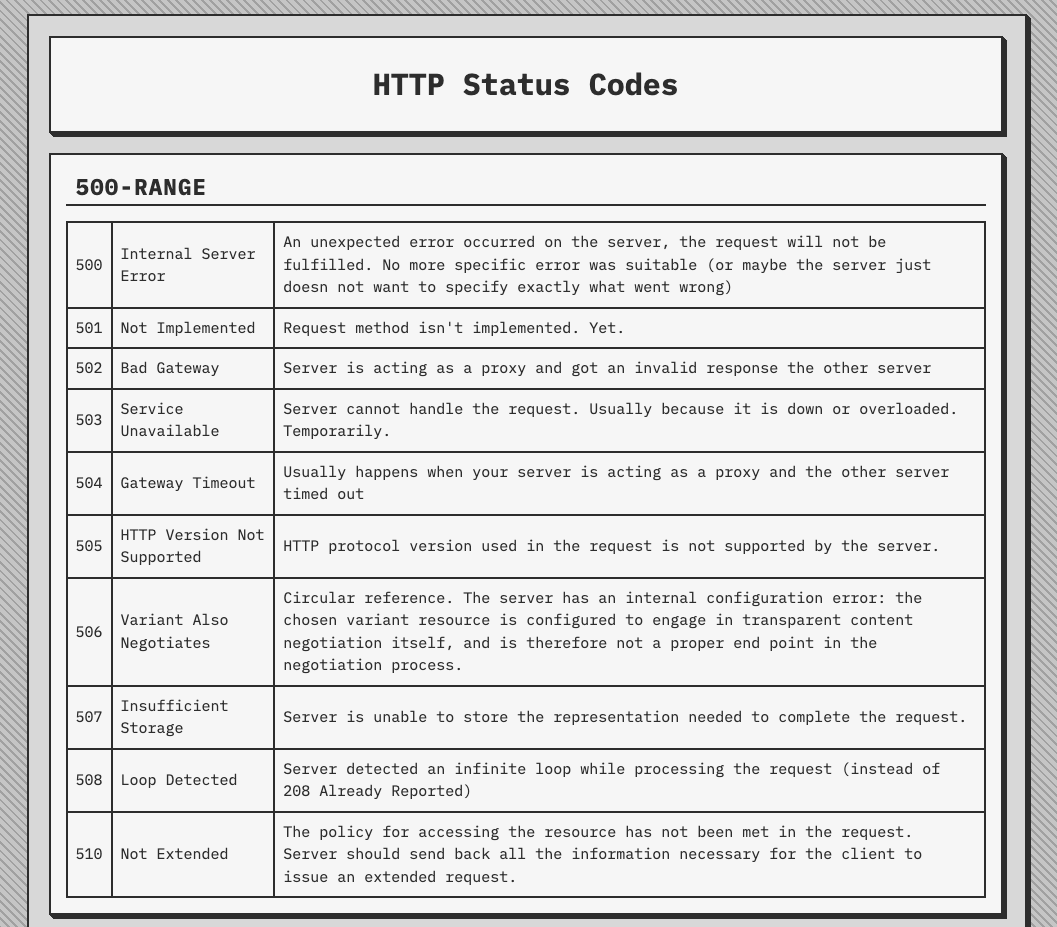 HTTP Status Codes
500-RANGE
500
Internal Server
Error
An unexpected error occurred on the server, the request will not be
fulfilled. No more specific error was suitable (or maybe the server just
doesn not want to specify exactly what went wrong)
501
Not Implemented
Request method isn't implemented. Yet.
502
Bad Gateway
Server is acting as a proxy and got an invalid response the other server
503
Service
Unavailable
Server cannot handle the request. Usually because it is down or overloaded.
Temporarily.
504
Gateway Timeout
Usually happens when your server is acting as a proxy and the other server
timed out
505
HTTP Version Not
Supported
HTTP protocol version used in the request is not supported by the server.
506
Variant Also
Negotiates
Circular reference. The server has an internal configuration error: the
chosen variant resource is configured to engage in transparent content
negotiation itself, and is therefore not a proper end point in the
negotiation process.
507
Insufficient
Storage
Server is unable to store the representation needed to complete the request.
508
Loop Detected
Server detected an infinite loop while processing the request (instead of
208 Already Reported)
510
Not Extended
The policy for accessing the resource has not been met in the request.
Server should send back all the information necessary for the client to
issue an extended request.